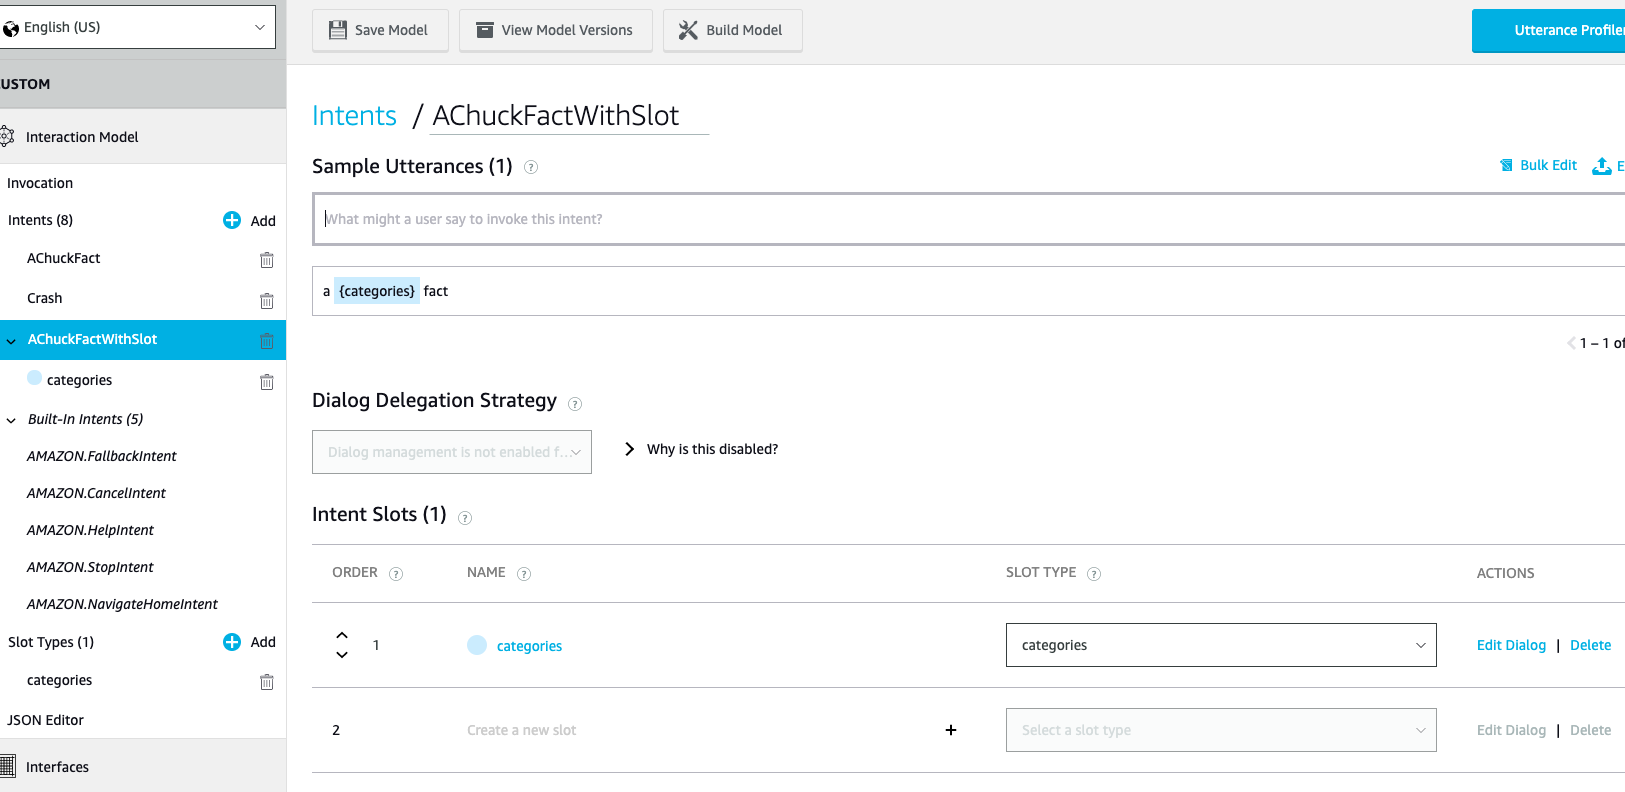 English (US)
Save Model
View Model Versions
Build Model
Utterance Profiler
USTOM
Interaction Model
Invocation
Intents (8)
Add
AChuckFact
Crash
AChuckFactWithSlot
categories
Built-In Intents (5)
AMAZON.FallbackIntent
AMAZON.CancelIntent
AMAZON.HelpIntent
AMAZON.StopIntent
AMAZON.NavigateHomeIntent
Slot Types (1)
Add
categories
JSON Editor
Interfaces
Intents / AChuckFactWithSlot
Sample Utterances (1) ?
Bulk Edit
E
What might a user say to invoke this intent?
a {categories} fact
1 – 1 of
Dialog Delegation Strategy ?
Dialog management is not enabled f...
Why is this disabled?
Intent Slots (1) ?
ORDER ? NAME ? SLOT TYPE ? ACTIONS
1 categories categories Edit Dialog | Delete
2 Create a new slot + Select a slot type Edit Dialog | Delete